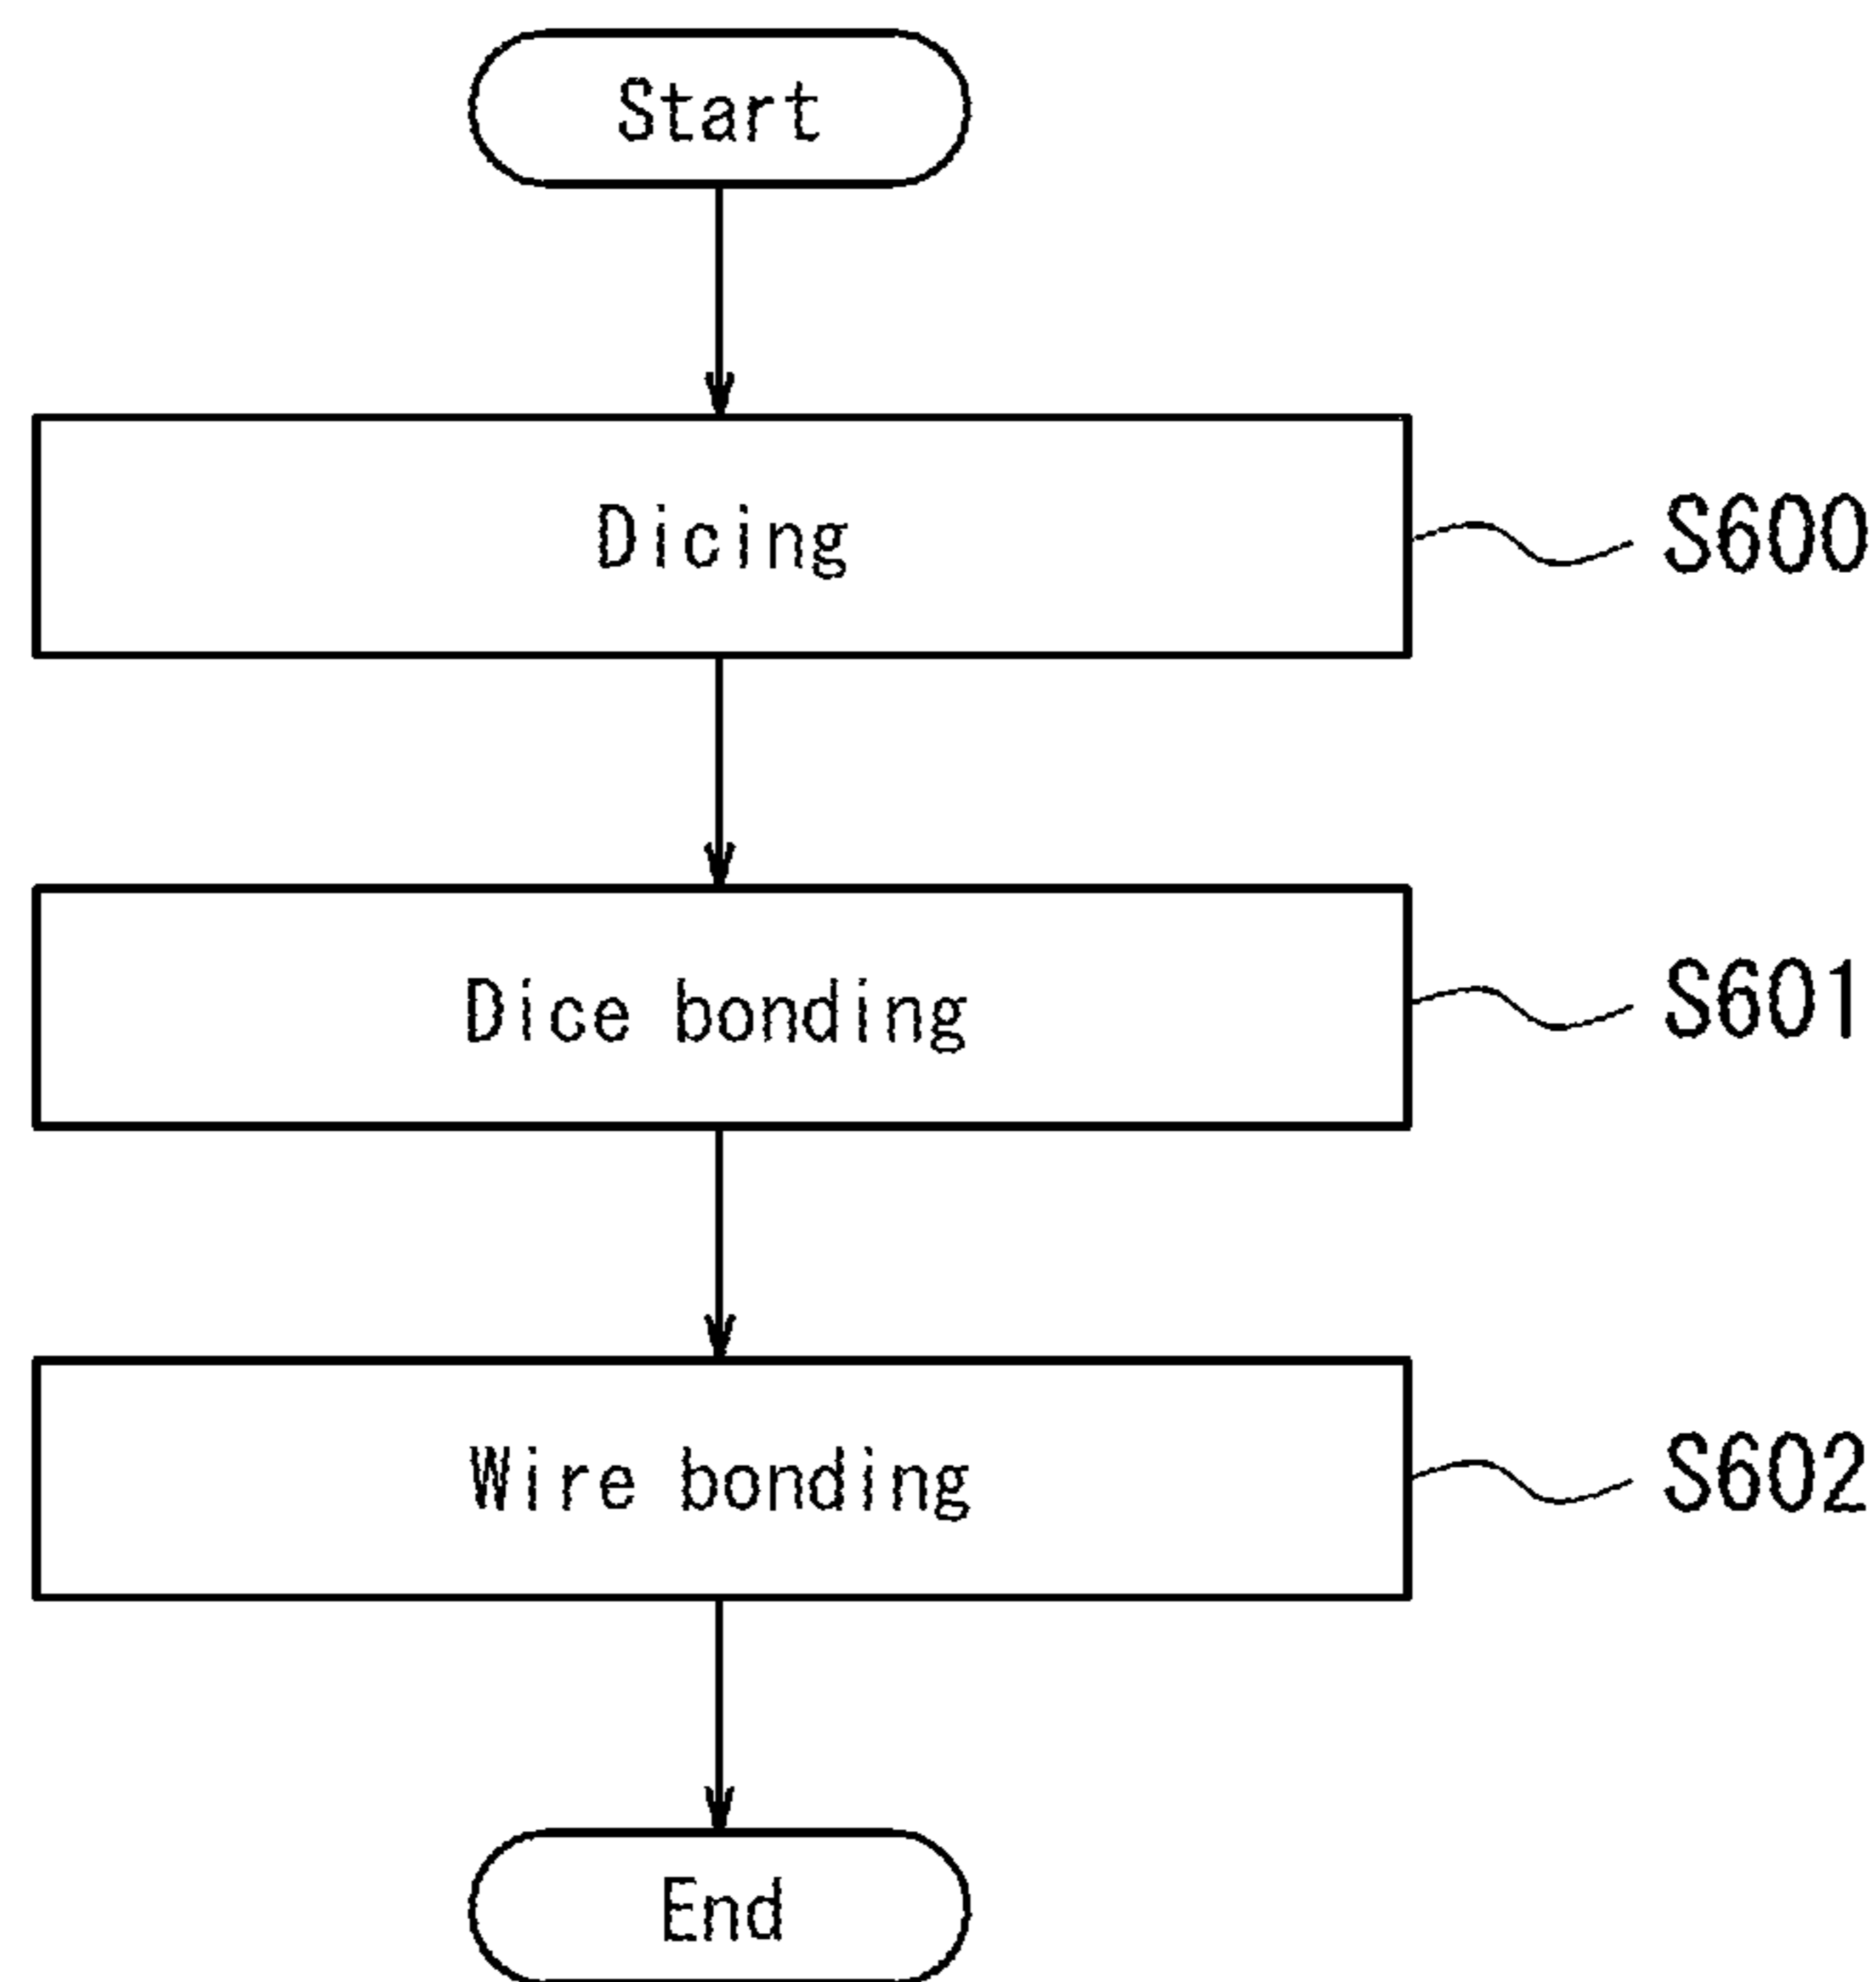 Start
Dicing
S600
Dice bonding
S601
Wire bonding
S602
End